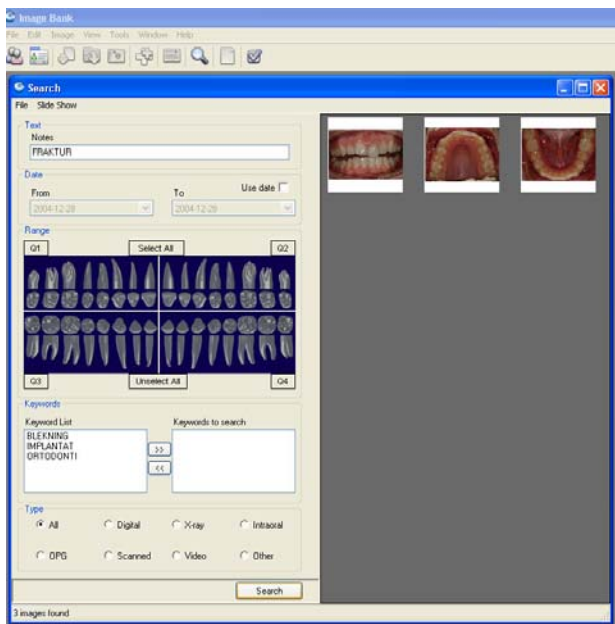 Image Bank
File Edit Image View Tools Window Help
Search
File Slide Show
Text
Notes
FRAKTUR
Date
From To Use date
2004-12-28 2004-12-28
Range
Q1 Select All Q2
Q3 Unselect All Q4
Keywords
Keyword List Keywords to search
BLEKNING
IMPLANTAT
ORTODONTI
>>
<<
Type
All Digital X-ray Intraoral
OPG Scanned Video Other
Search
3 images found